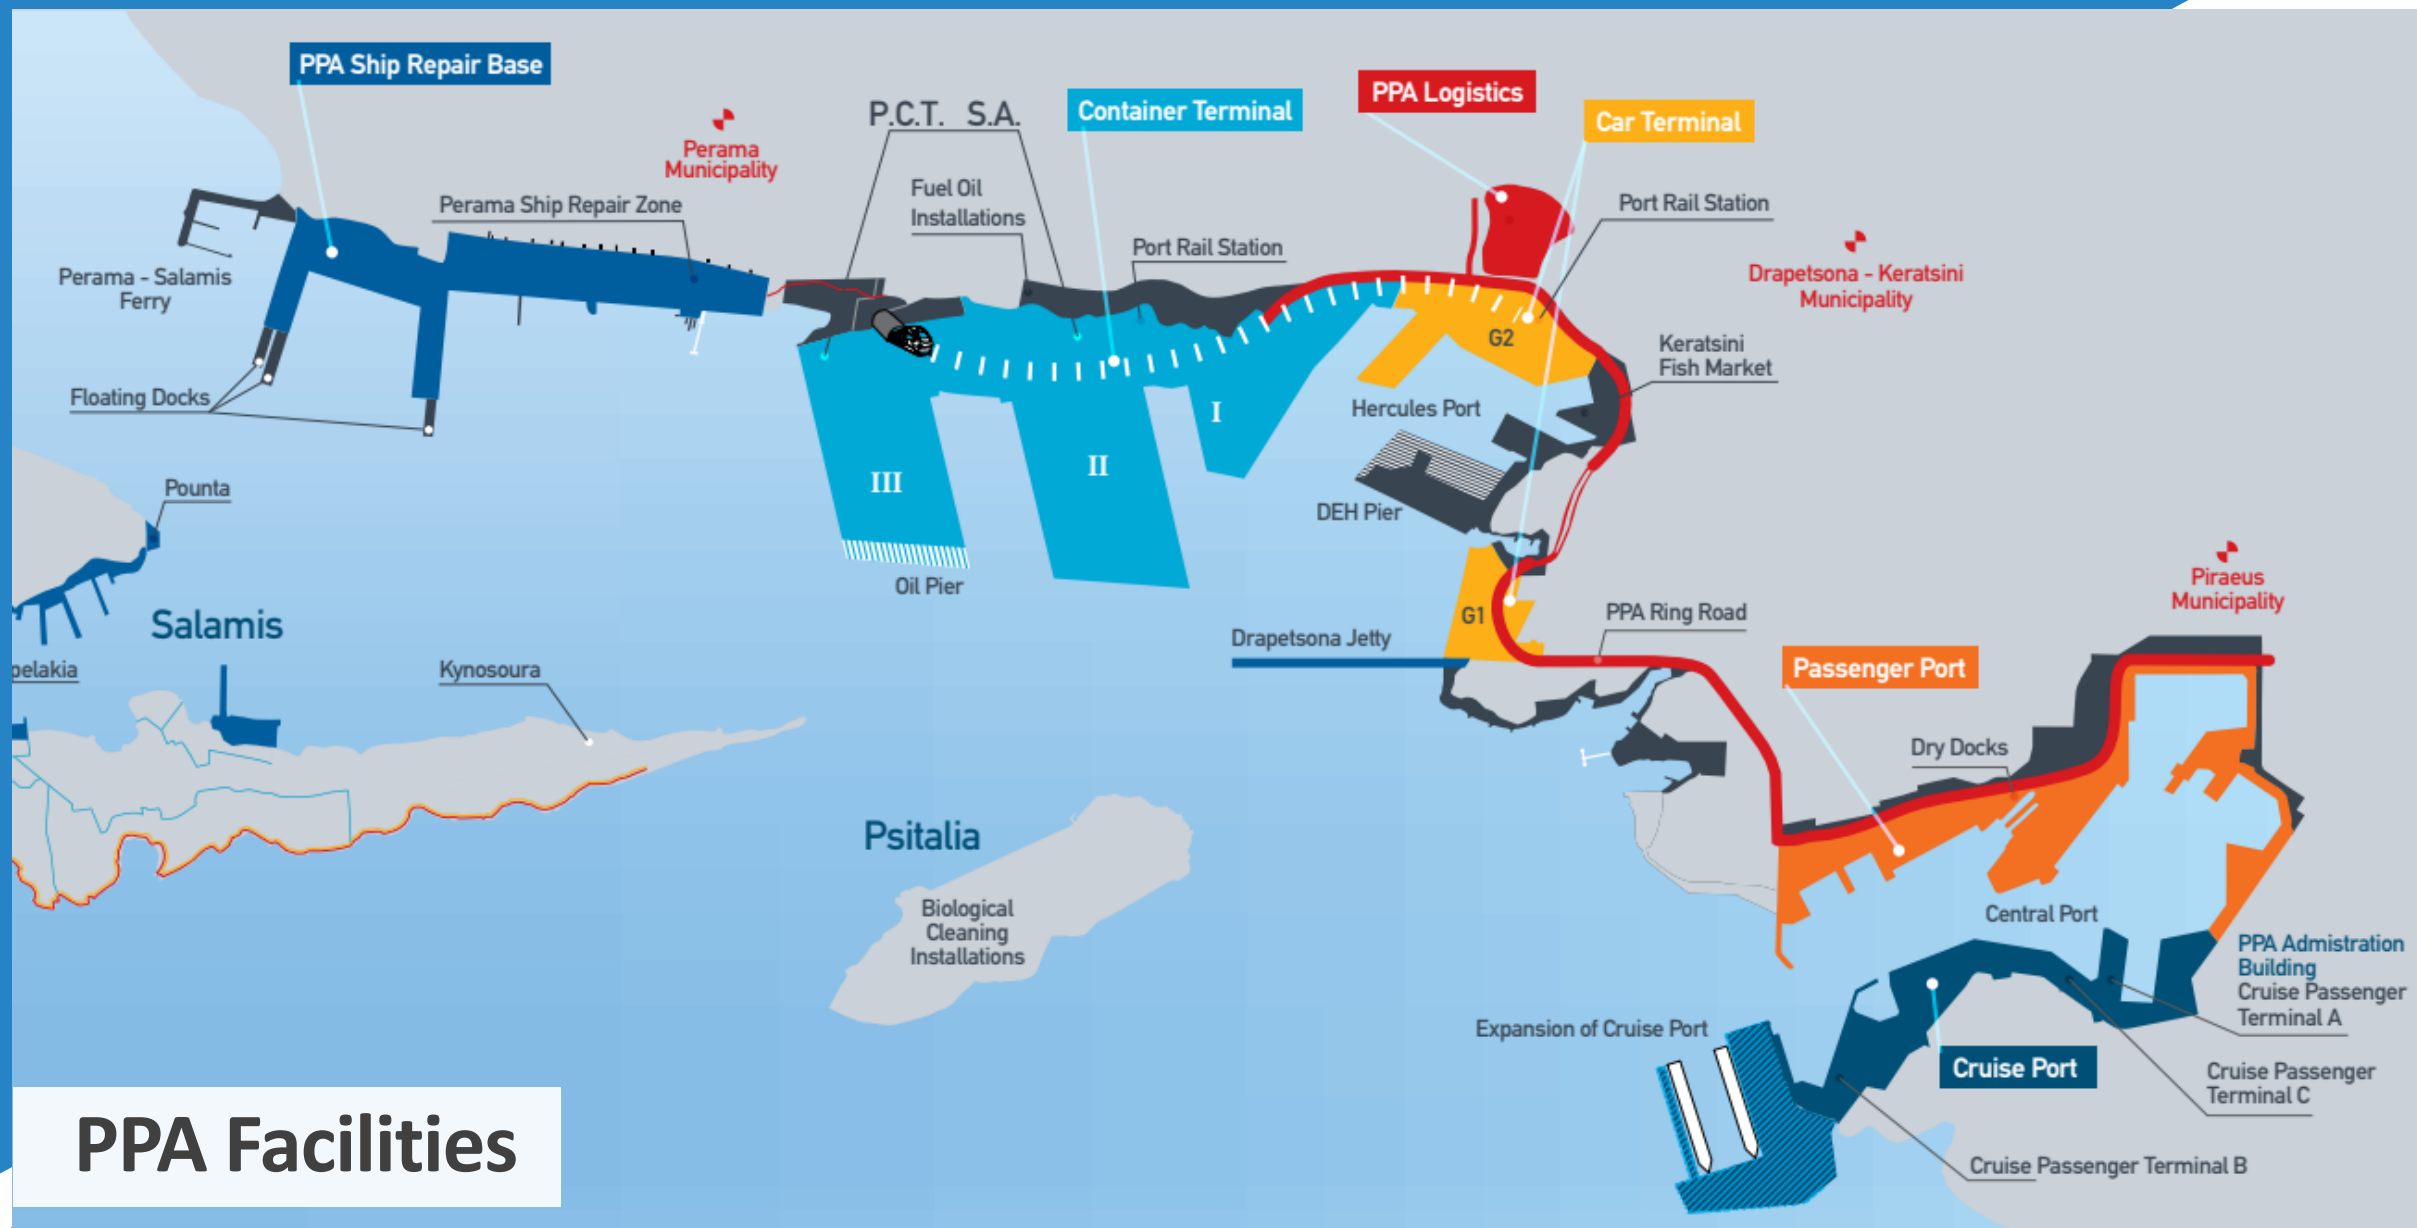 PPA Ship Repair Base
P.C.T. S.A.
Container Terminal
PPA Logistics
Car Terminal
Perama
Municipality
Perama Ship Repair Zone
Fuel Oil
Installations
Port Rail Station
Port Rail Station
Drapetsona - Keratsini
Municipality
Perama - Salamis
Ferry
G2
Keratsini
Fish Market
Floating Docks
Hercules Port
I
II
III
Pounta
DEH Pier
Oil Pier
Piraeus
Municipality
Salamis
G1
PPA Ring Road
Drapetsona Jetty
pelakia
Kynosoura
Passenger Port
Dry Docks
Psitalia
Biological
Cleaning
Installations
Central Port
PPA Admistration
Building
Cruise Passenger
Terminal A
Expansion of Cruise Port
Cruise Port
Cruise Passenger
Terminal C
Cruise Passenger Terminal B
PPA Facilities